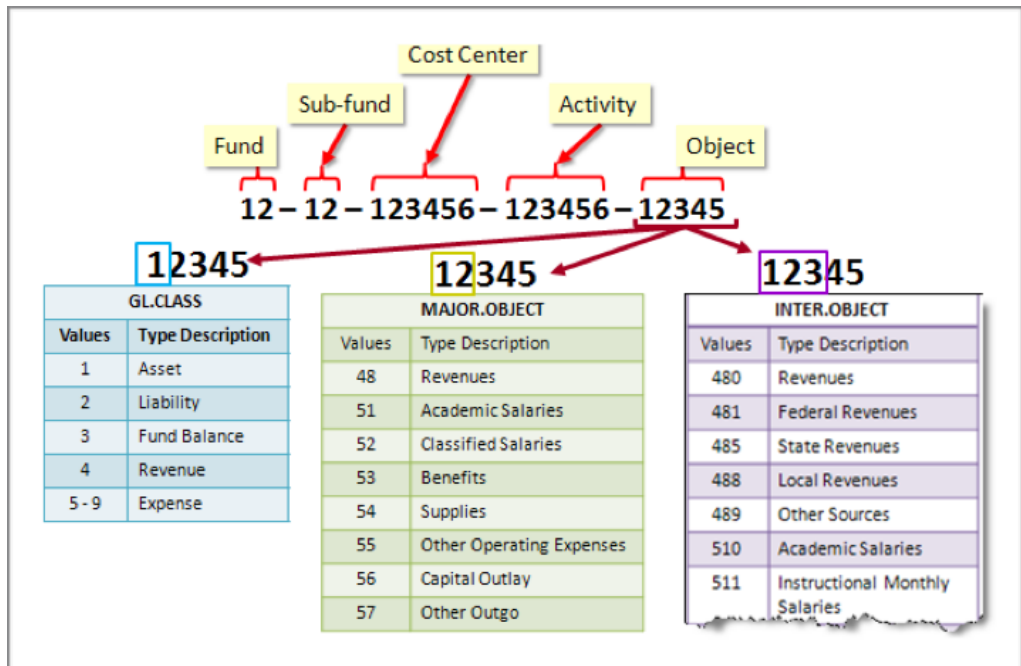 Cost Center
Sub-fund
Activity
Fund
Object
12 – 12 – 123456 – 123456 – 12345
12345
GL.CLASS
Values Type Description
1 Asset
2 Liability
3 Fund Balance
4 Revenue
5 - 9 Expense
12345
MAJOR.OBJECT
Values Type Description
48 Revenues
51 Academic Salaries
52 Classified Salaries
53 Benefits
54 Supplies
55 Other Operating Expenses
56 Capital Outlay
57 Other Outgo
12345
INTER.OBJECT
Values Type Description
480 Revenues
481 Federal Revenues
485 State Revenues
488 Local Revenues
489 Other Sources
510 Academic Salaries
511 Instructional Monthly
Salaries